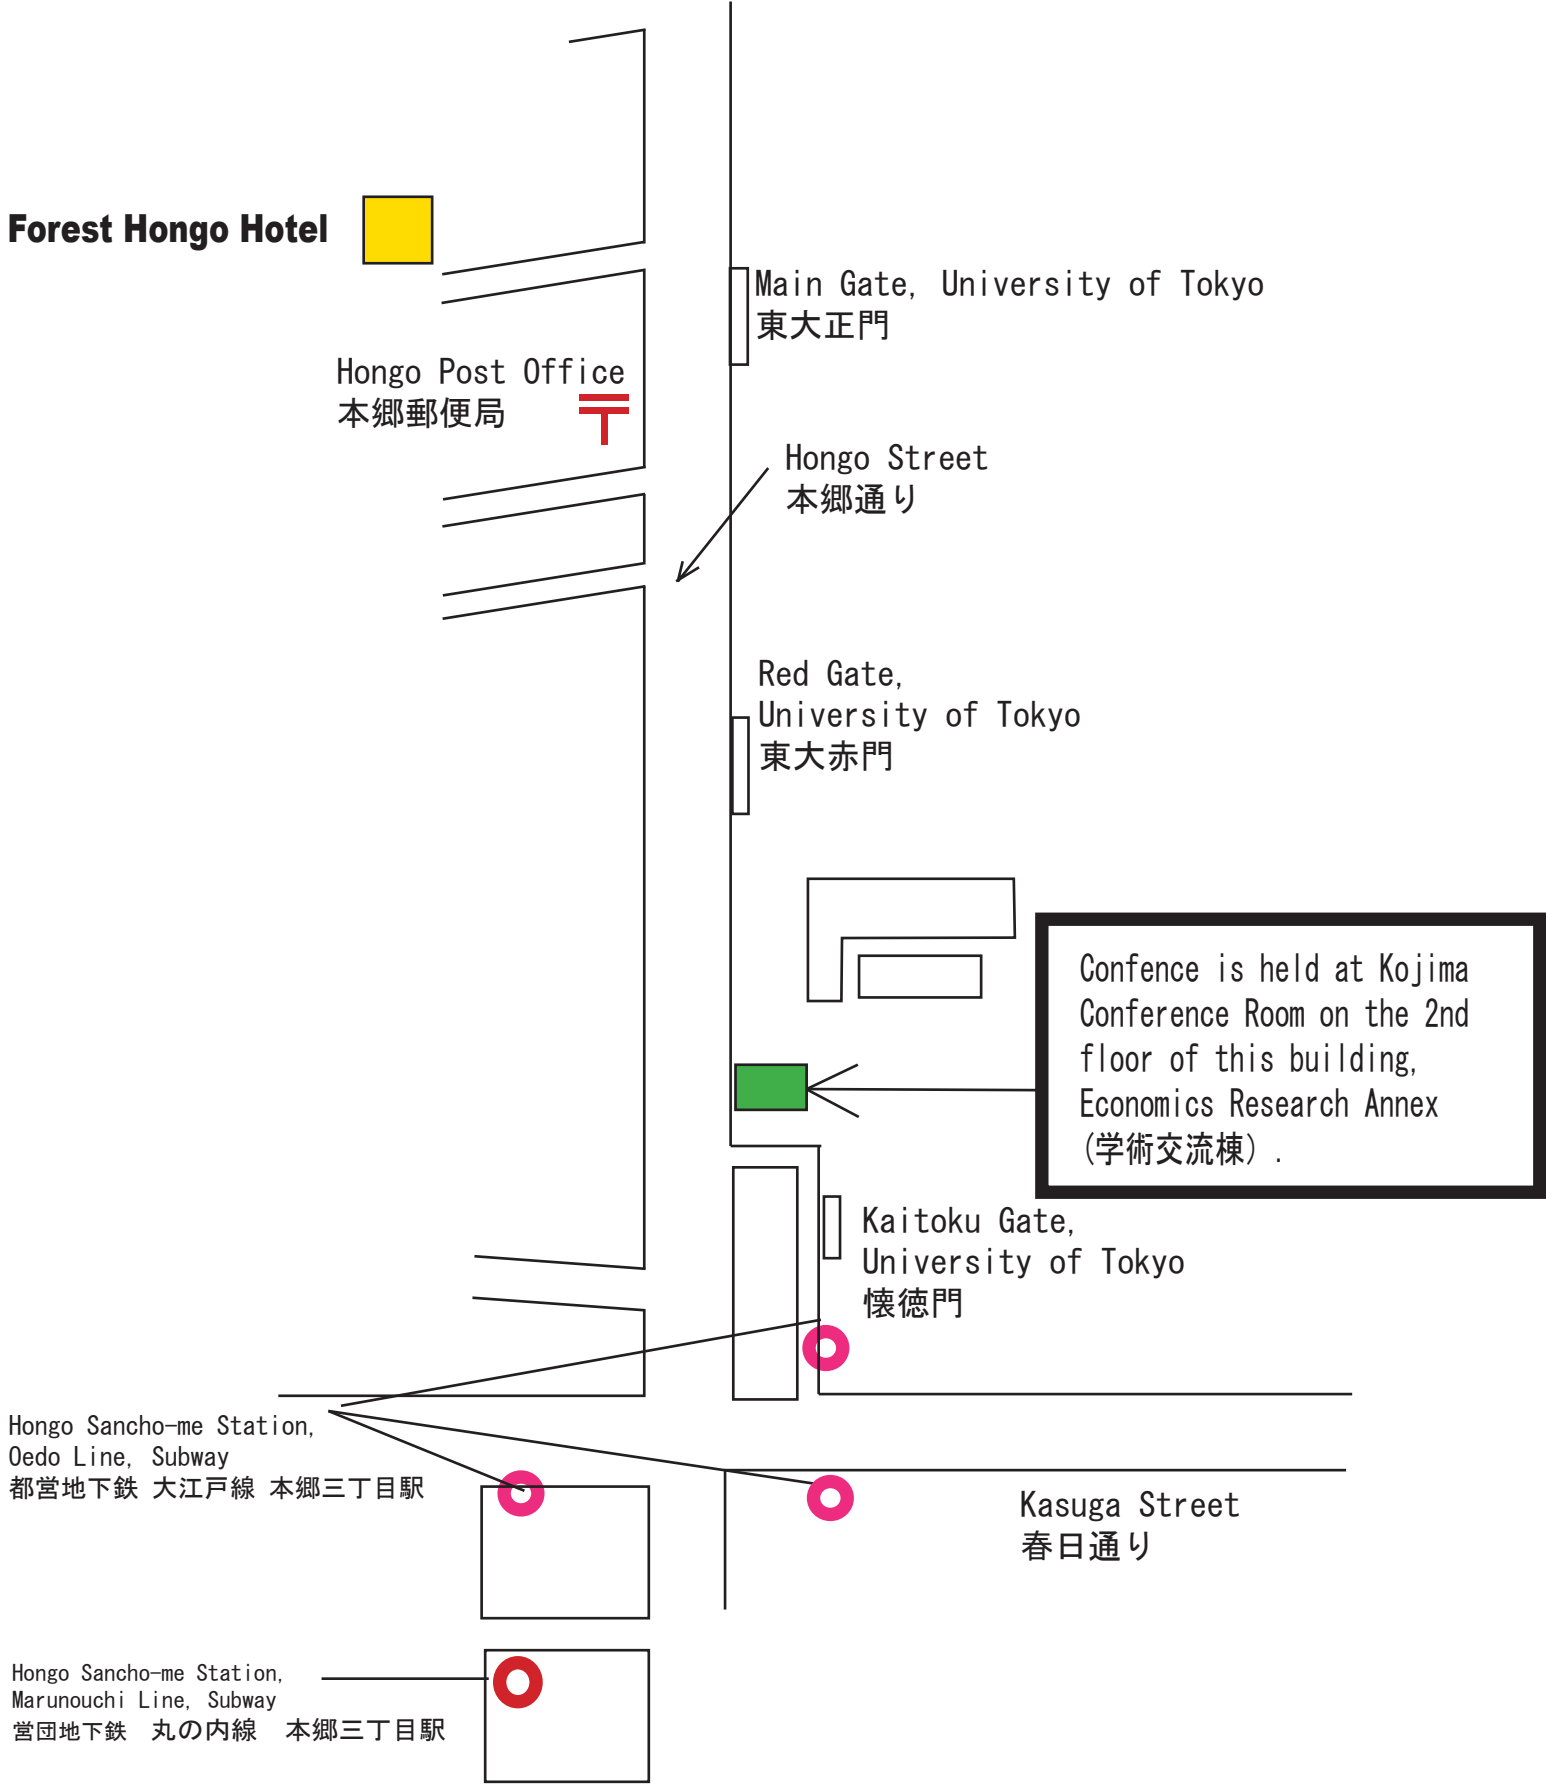 Forest Hongo Hotel
Main Gate, University of Tokyo
東大正門
Hongo Post Office
本郷郵便局
Hongo Street
本郷通り
Red Gate,
University of Tokyo
東大赤門
Confence is held at Kojima
Conference Room on the 2nd
floor of this building,
Economics Research Annex
(学術交流棟).
Kaitoku Gate,
University of Tokyo
懐徳門
Hongo Sancho-me Station,
Oedo Line, Subway
都営地下鉄 大江戸線 本郷三丁目駅
Kasuga Street
春日通り
Hongo Sancho-me Station,
Marunouchi Line, Subway
営団地下鉄 丸の内線 本郷三丁目駅